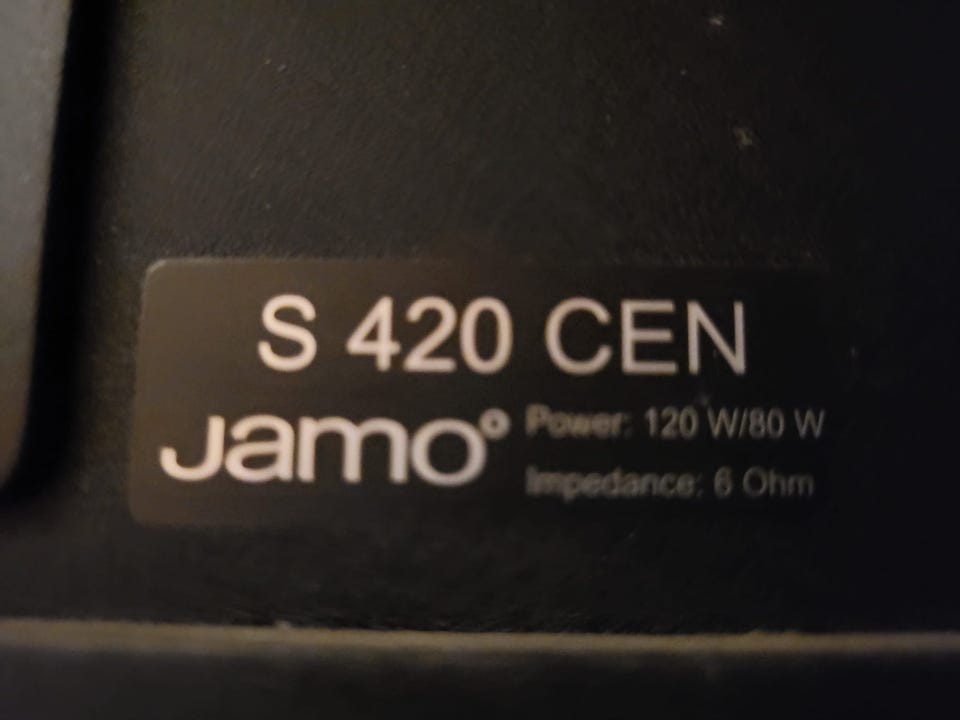 S 420 CEN
Jamo° Power: 120 W/80 W
Impedance: 6 Ohm